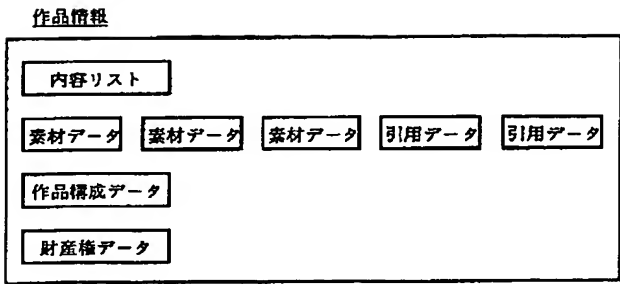 作品情報
内容リスト
素材データ 素材データ 素材データ 引用データ 引用データ
作品構成データ
財産権データ